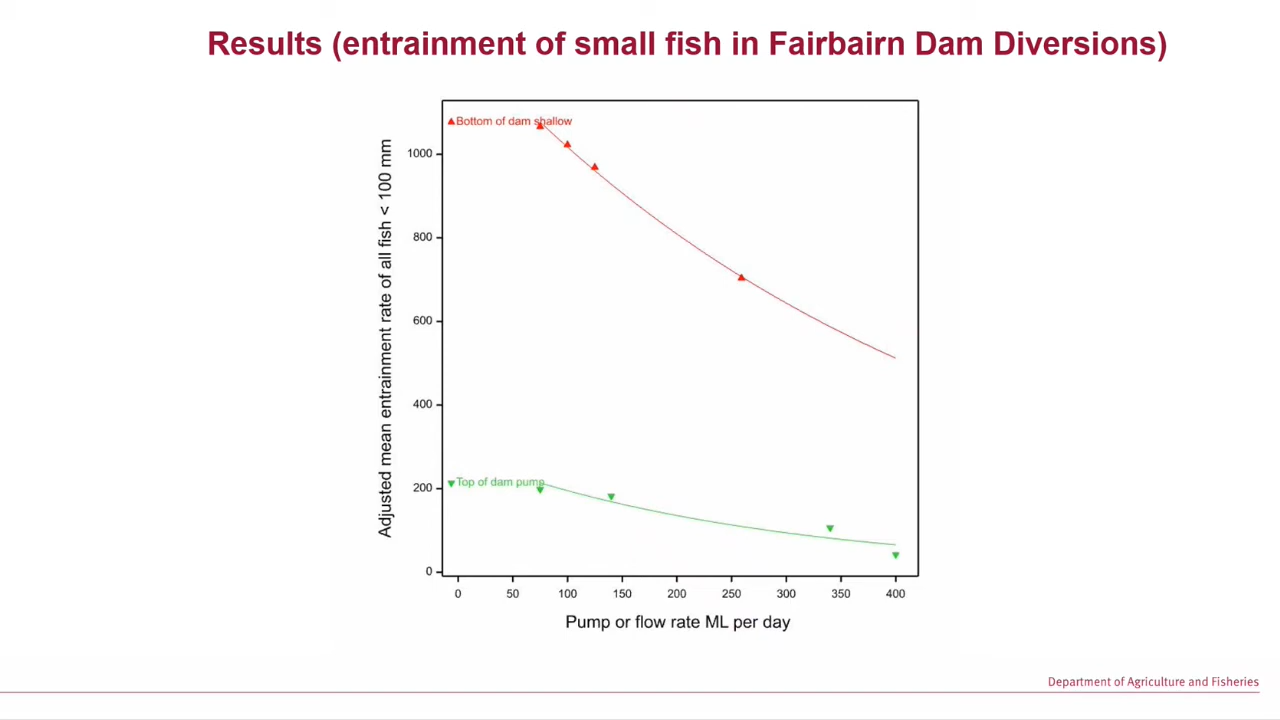 Results (entrainment of small fish in Fairbairn Dam Diversions)
Adjusted mean entrainment rate of all fish < 100 mm
1000
800
600
400
200
0
Bottom of dam shallow
Top of dam pump
0 50 100 150 200 250 300 350 400
Pump or flow rate ML per day
Department of Agriculture and Fisheries